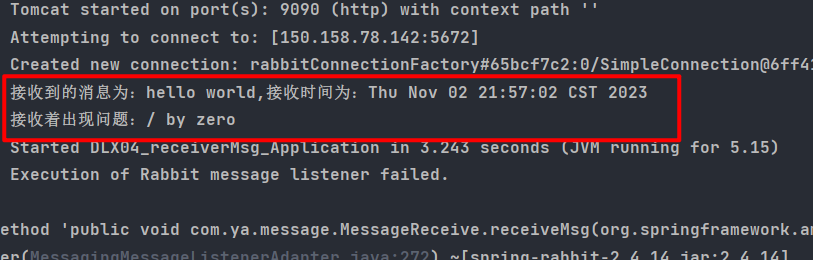 Tomcat started on port(s): 9090 (http) with context path ''
Attempting to connect to: [150.158.78.142:5672]
Created new connection: rabbitConnectionFactory#65bcf7c2:0/SimpleConnection@6ff41
接收到的消息为：hello world,接收时间为：Thu Nov 02 21:57:02 CST 2023
接收着出现问题：/ by zero
Started DLX04_receiverMsg_Application in 3.243 seconds (JVM running for 5.15)
Execution of Rabbit message listener failed.
ethod 'public void com.ya.message.MessageReceive.receiveMsg(org.springframework.am
er(MessagingMessageListenerAdapter.java:272) ~[spring-rabbit-2.4.14.jar:2.4.14]